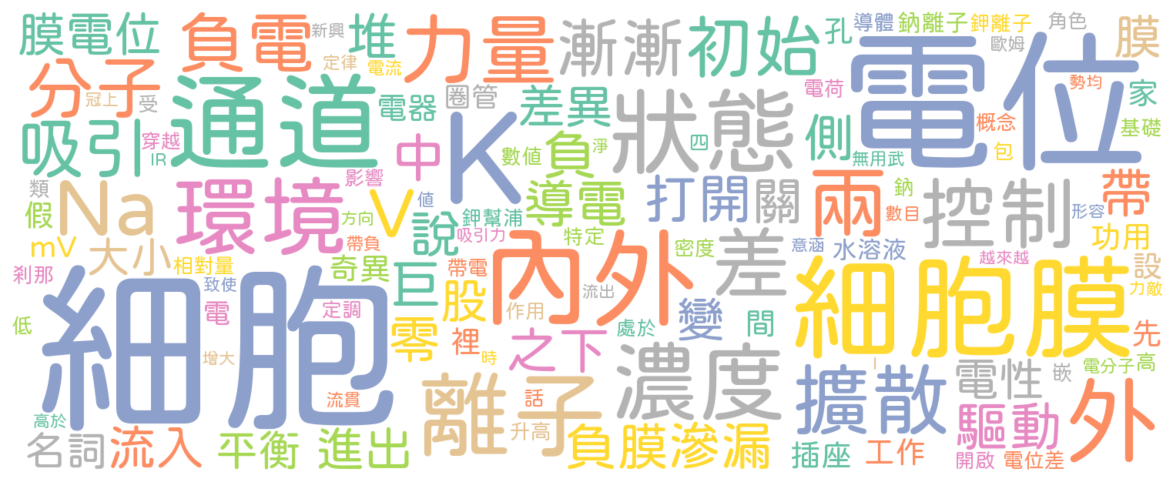 膜電位
負電
新興
堆
力量
漸漸
初始
孔
導體
鈉離子
鉀離子
角色
膜
定律
電流
歐姆
電位
勢均
分子
冠上
受
通道
電器
圈管
差異
狀態
電荷
家
吸引
穿越
IR
中
K
數值
負
淨
四
側
無用武
概念
包
基礎
類
Na
環境
影響
值
V
說
導電
打開
關
兩
鈉
數目
控制
形容
帶
假
方向
鉀幫浦
吸引力
特定
mV
大小
帶負
內外
密度
差
意涵
水溶液
越來越
功用
剎那
相對量
奇異
巨
帶電
股
流出
細胞膜
設
力敵
致使
細胞
電
定調
作用
變
間
低
零
裡
之下
處於
先
增大
時
濃度
擴散
電性
嵌
電分子
高
流貫
離子
話
驅動
外
高於
升高
名詞
流入
平衡
進出
負膜滲漏
插座
工作
開啟
電位差